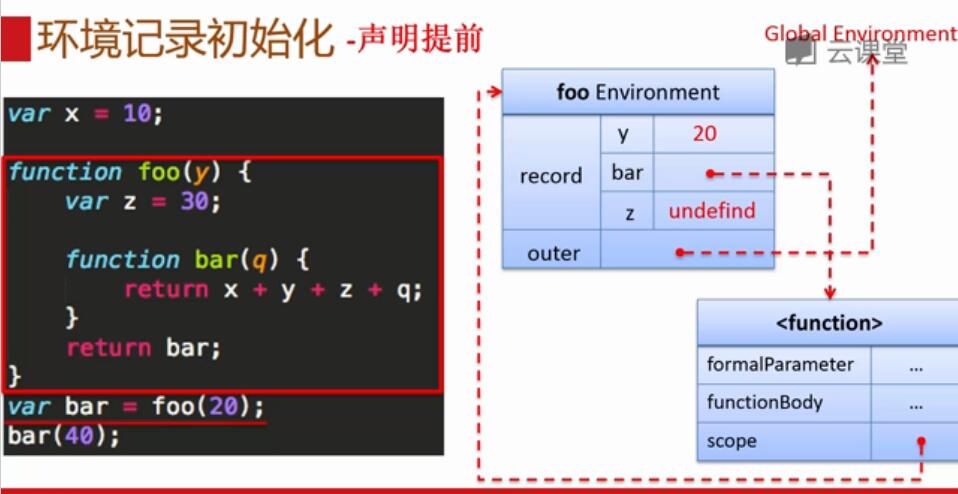 环境记录初始化 -声明提前
Global Environment
云课堂
var x = 10;
function foo(y) {
var z = 30;
function bar(q) {
return x + y + z + q;
}
return bar;
}
var bar = foo(20);
bar(40);
foo Environment
record
y 20
bar
z undefind
outer
<function>
formalParameter ...
functionBody ...
scope